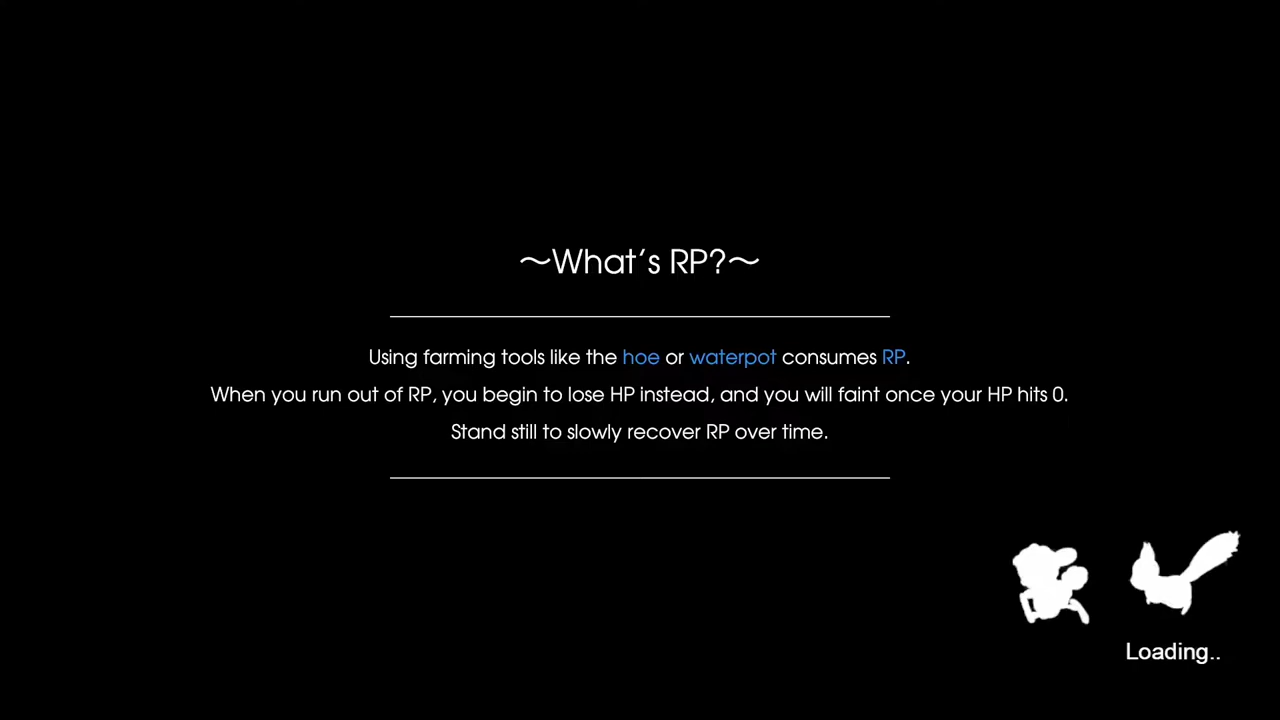 ～What's RP?～
Using farming tools like the hoe or waterpot consumes RP.
When you run out of RP, you begin to lose HP instead, and you will faint once your HP hits 0.
Stand still to slowly recover RP over time.
Loading..